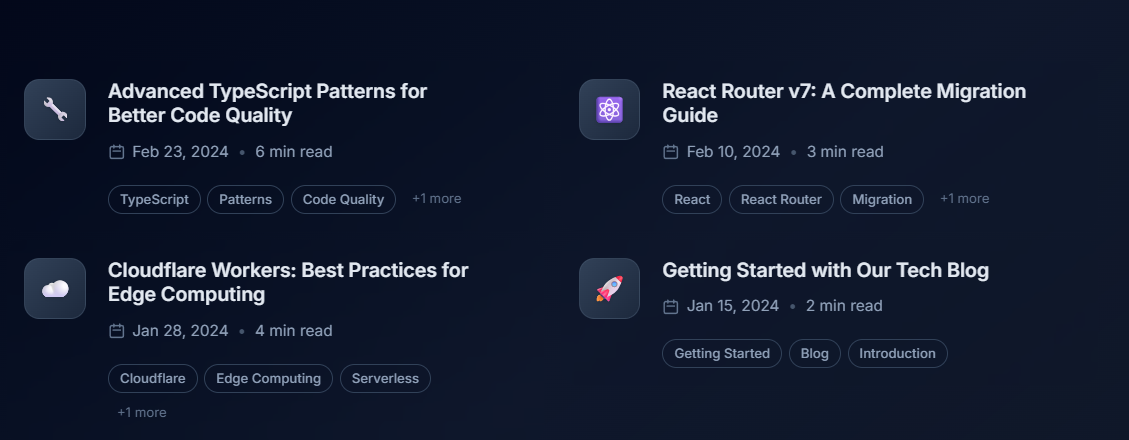 Advanced TypeScript Patterns for
Better Code Quality
Feb 23, 2024 • 6 min read
TypeScript Patterns Code Quality +1 more
React Router v7: A Complete Migration
Guide
Feb 10, 2024 • 3 min read
React React Router Migration +1 more
Cloudflare Workers: Best Practices for
Edge Computing
Jan 28, 2024 • 4 min read
Cloudflare Edge Computing Serverless
+1 more
Getting Started with Our Tech Blog
Jan 15, 2024 • 2 min read
Getting Started Blog Introduction